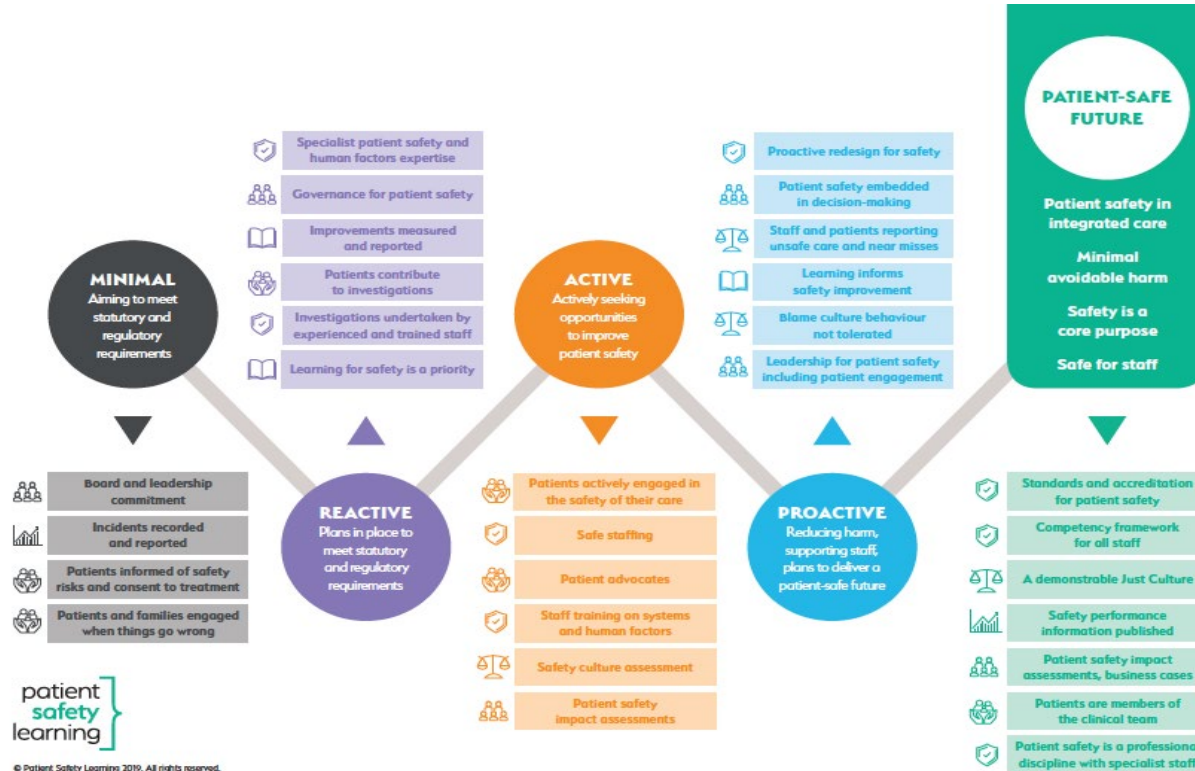 MINIMAL
Aiming to meet
statutory and
regulatory
requirements
Board and leadership
commitment
Incidents recorded
and reported
Patients informed of safety
risks and consent to treatment
Patients and families engaged
when things go wrong
Specialist patient safety and
human factors expertise
Governance for patient safety
Improvements measured
and reported
Patients contribute
to investigations
Investigations undertaken by
experienced and trained staff
Learning for safety is a priority
REACTIVE
Plans in place to
meet statutory
and regulatory
requirements
ACTIVE
Actively seeking
opportunities
to improve
patient safety
Patients actively engaged in
the safety of their care
Safe staffing
Patient advocates
Staff training on systems
and human factors
Safety culture assessment
Patient safety
impact assessments
Proactive redesign for safety
Patient safety embedded
in decision-making
Staff and patients reporting
unsafe care and near misses
Learning informs
safety improvement
Blame culture behaviour
not tolerated
Leadership for patient safety
including patient engagement
PROACTIVE
Reducing harm,
supporting staff,
plans to deliver a
patient-safe future
PATIENT-SAFE
FUTURE
Patient safety in
integrated care
Minimal
avoidable harm
Safety is a
core purpose
Safe for staff
Standards and accreditation
for patient safety
Competency framework
for all staff
A demonstrable Just Culture
Safety performance
information published
Patient safety impact
assessments, business cases
Patients are members of
the clinical team
Patient safety is a professional
discipline with specialist staff
patient
safety
learning
© Patient Safety Learning 2019. All rights reserved.